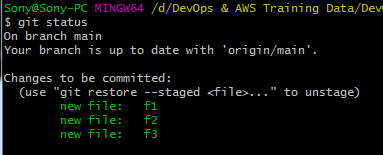 Sony@Sony-PC MINGW64 /d/DevOps & AWS Training Data/Dev
$ git status
On branch main
Your branch is up to date with 'origin/main'.
Changes to be committed:
(use "git restore --staged <file>..." to unstage)
new file: f1
new file: f2
new file: f3